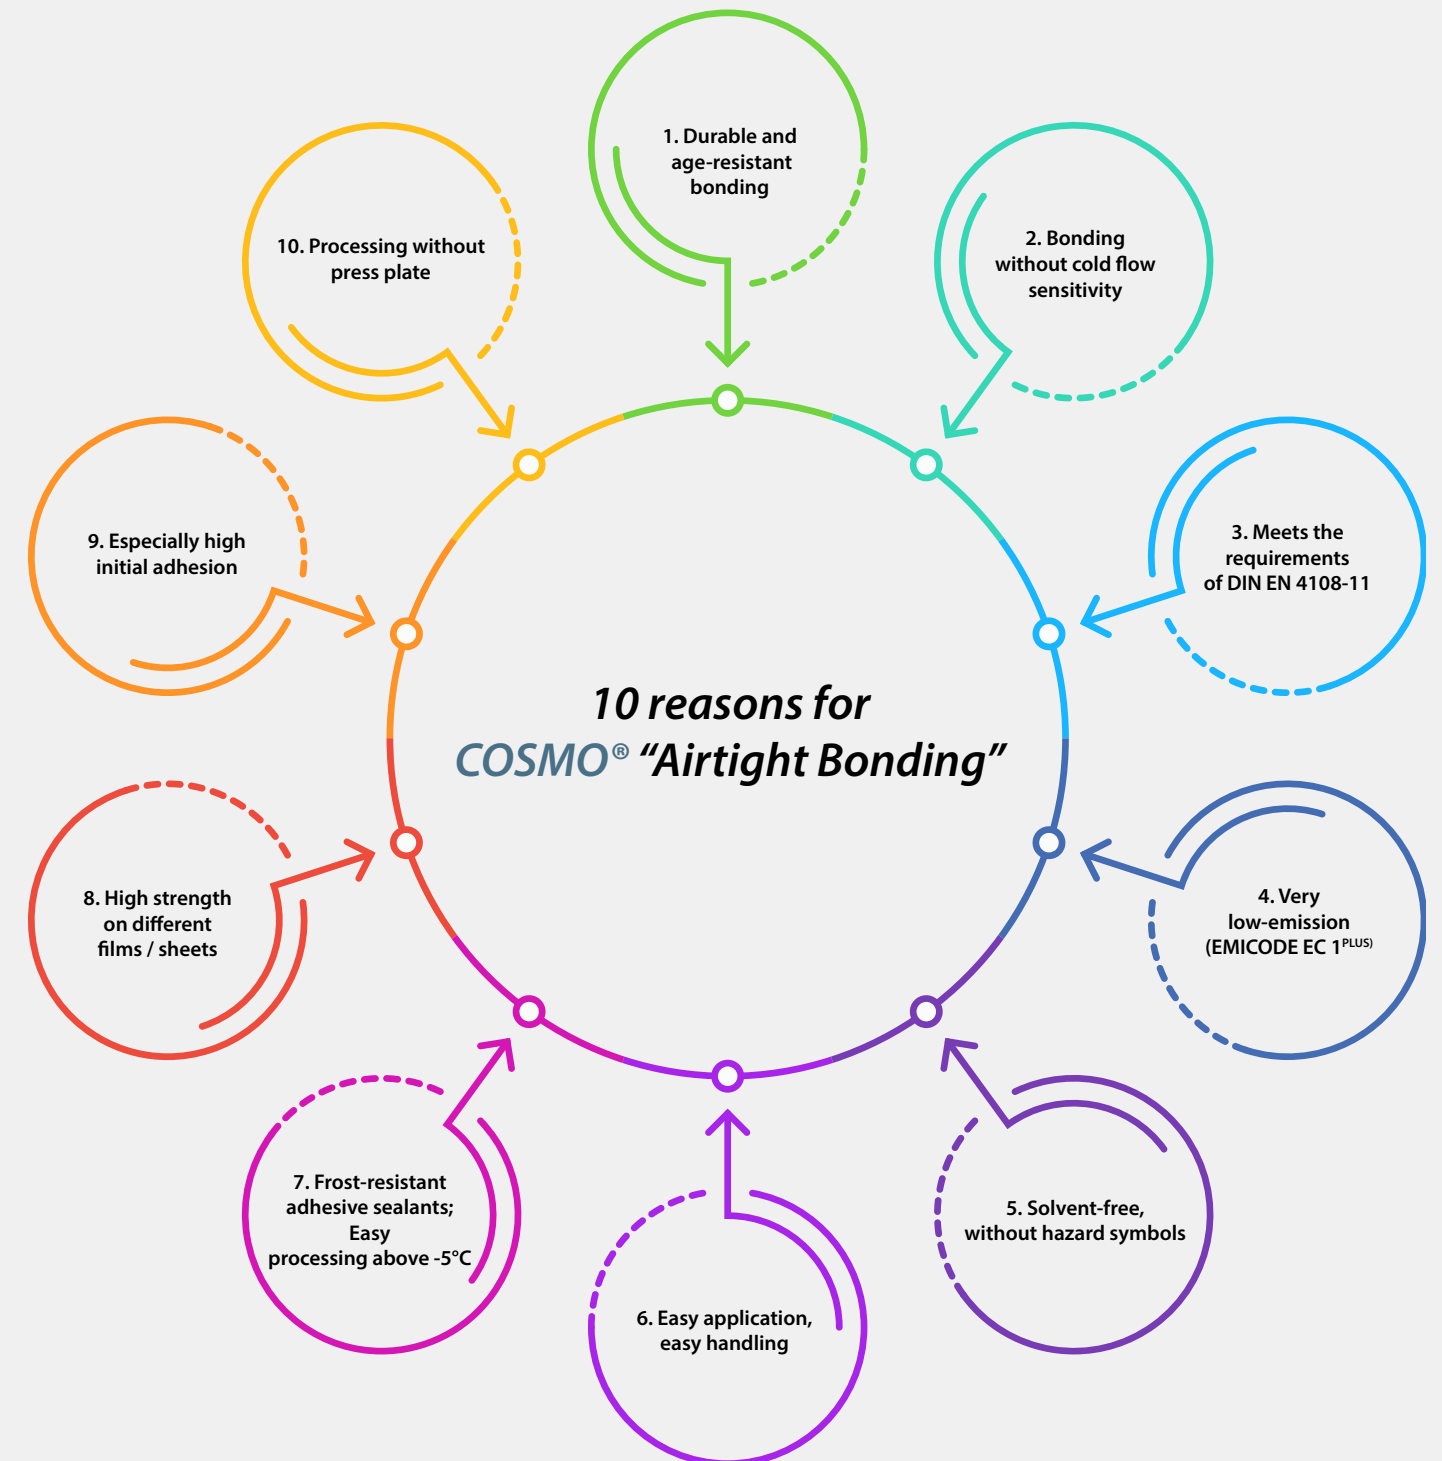 10 reasons for
COSMO® “Airtight Bonding”
1. Durable and
age-resistant
bonding
2. Bonding
without cold flow
sensitivity
3. Meets the
requirements
of DIN EN 4108-11
4. Very
low-emission
(EMICODE EC 1PLUS)
5. Solvent-free,
without hazard symbols
6. Easy application,
easy handling
7. Frost-resistant
adhesive sealants;
Easy
processing above -5°C
8. High strength
on different
films / sheets
9. Especially high
initial adhesion
10. Processing without
press plate